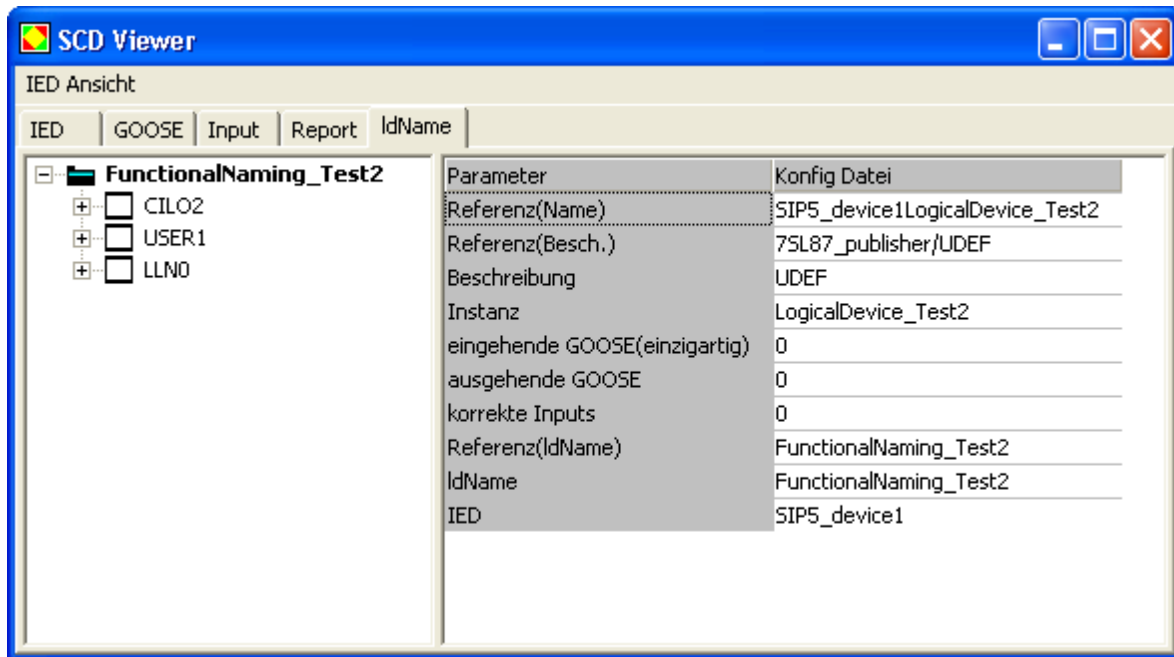 SCD Viewer
IED Ansicht
IED GOOSE Input Report ldName
FunctionalNaming_Test2
CILO2
USER1
LLN0
Parameter Konfig Datei
Referenz(Name) SIP5_device1LogicalDevice_Test2
Referenz(Besch.) 7SL87_publisher/UDEF
Beschreibung UDEF
Instanz LogicalDevice_Test2
eingehende GOOSE(einzigartig) 0
ausgehende GOOSE 0
korrekte Inputs 0
Referenz(ldName) FunctionalNaming_Test2
ldName FunctionalNaming_Test2
IED SIP5_device1